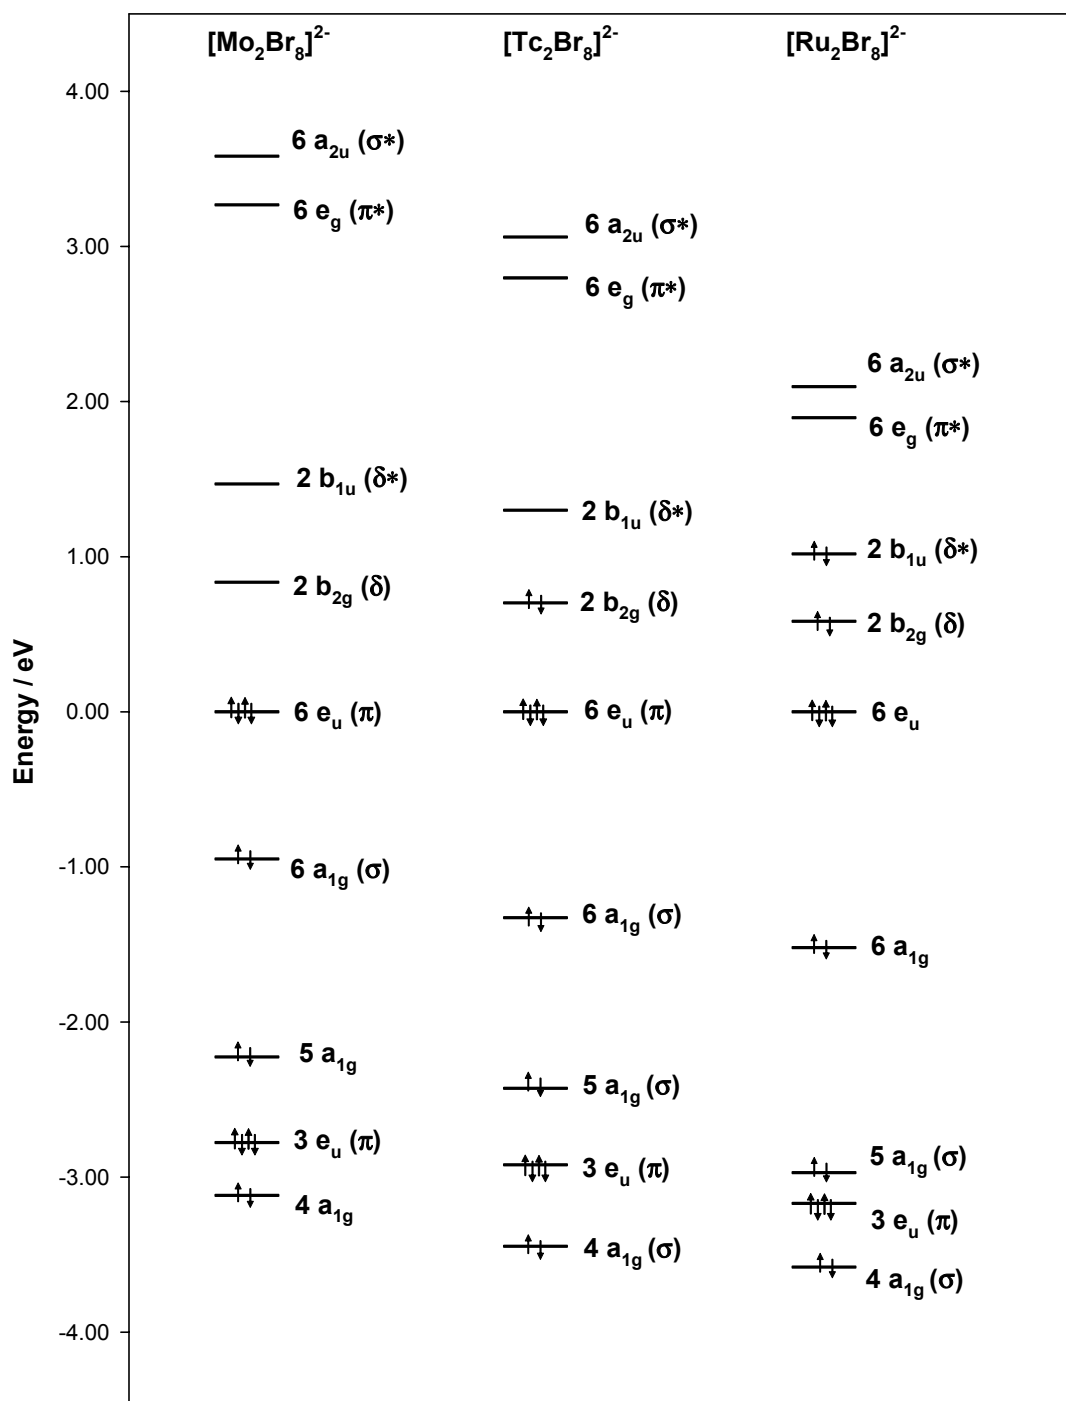 [Mo₂Br₈]²⁻ [Tc₂Br₈]²⁻ [Ru₂Br₈]²⁻
Energy / eV
4.00
3.00
2.00
1.00
0.00
-1.00
-2.00
-3.00
-4.00
6 a₂ᵤ (σ*)
6 e_g (π*)
2 b₁ᵤ (δ*)
2 b₂g (δ)
6 eᵤ (π)
6 a₁g (σ)
5 a₁g
3 eᵤ (π)
4 a₁g
6 a₂ᵤ (σ*)
6 e_g (π*)
2 b₁ᵤ (δ*)
2 b₂g (δ)
6 eᵤ (π)
6 a₁g (σ)
5 a₁g (σ)
3 eᵤ (π)
4 a₁g (σ)
6 a₂ᵤ (σ*)
6 e_g (π*)
2 b₁ᵤ (δ*)
2 b₂g (δ)
6 eᵤ
6 a₁g
5 a₁g (σ)
3 eᵤ (π)
4 a₁g (σ)